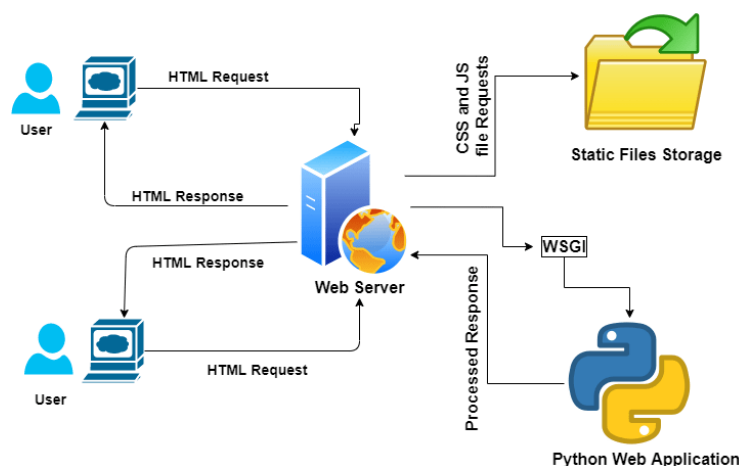 HTML Request
User
CSS and JS
file Requests
Static Files Storage
HTML Response
WSGI
HTML Response
Web Server
Processed Response
User
HTML Request
Python Web Application